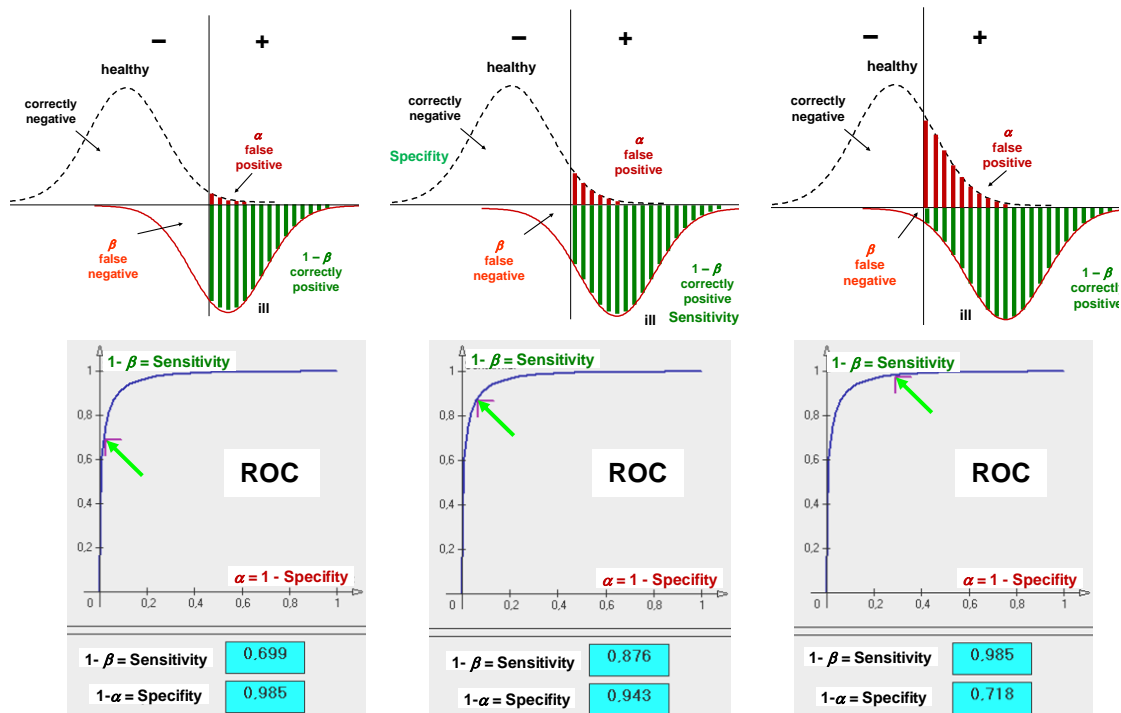 − +
healthy
correctly
negative
α
false
positive
β
false
negative
1 – β
correctly
positive
ill
− +
healthy
correctly
negative
Specifity
α
false
positive
β
false
negative
1 – β
correctly
positive
ill Sensitivity
− +
healthy
correctly
negative
α
false
positive
β
false
negative
1 – β
correctly
positive
ill
1- β = Sensitivity
1
0,8
0,6
0,4
0,2
ROC
α = 1 - Specifity
0 0,2 0,4 0,6 0,8 1
1- β = Sensitivity 0,699
1-α = Specifity 0,985
1- β = Sensitivity
1
0,8
0,6
0,4
0,2
ROC
α = 1 - Specifity
0 0,2 0,4 0,6 0,8 1
1- β = Sensitivity 0,876
1-α = Specifity 0,943
1- β = Sensitivity
1
0,8
0,6
0,4
0,2
ROC
α = 1 - Specifity
0 0,2 0,4 0,6 0,8 1
1- β = Sensitivity 0,985
1-α = Specifity 0,718